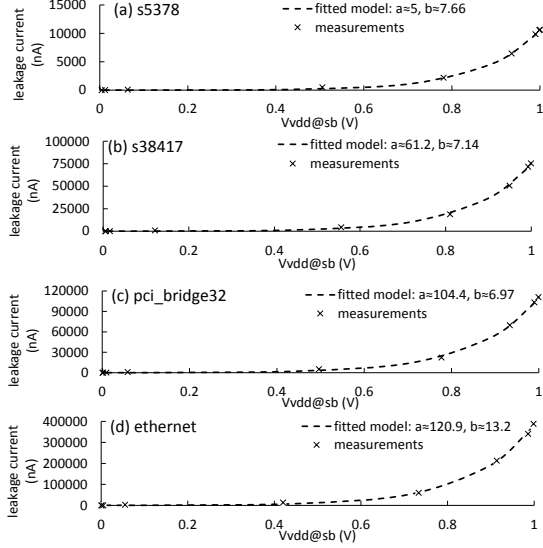 (a) s5378
fitted model: a≈5, b≈7.66
measurements
leakage current
(nA)
15000
10000
5000
0
0 0.2 0.4 0.6 0.8 1
Vvdd@sb (V)
(b) s38417
fitted model: a≈61.2, b≈7.14
measurements
leakage current
(nA)
100000
75000
50000
25000
0
0 0.2 0.4 0.6 0.8 1
Vvdd@sb (V)
(c) pci_bridge32
fitted model: a≈104.4, b≈6.97
measurements
leakage current
(nA)
120000
90000
60000
30000
0
0 0.2 0.4 0.6 0.8 1
Vvdd@sb (V)
(d) ethernet
fitted model: a≈120.9, b≈13.2
measurements
leakage current
(nA)
400000
300000
200000
100000
0
0 0.2 0.4 0.6 0.8 1
Vvdd@sb (V)